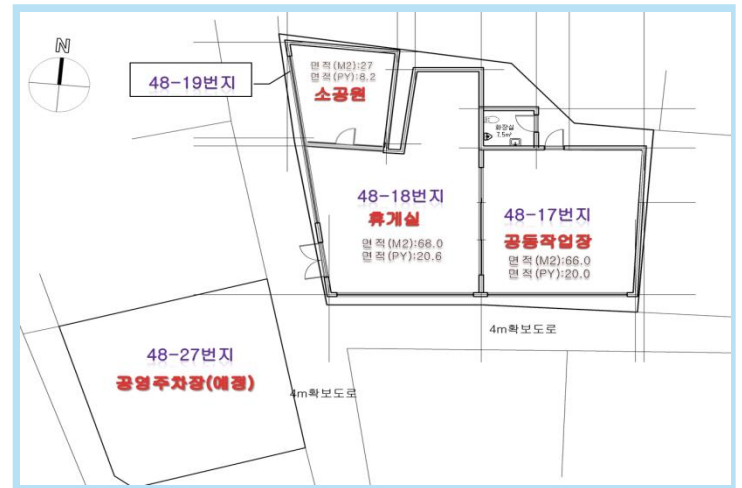 N
48-19번지
면적(M2):27
면적(PY):8.2
소공원
화장실
7.5㎡
48-18번지
휴게실
면적(M2):68.0
면적(PY):20.6
48-17번지
공동작업장
면적(M2):66.0
면적(PY):20.0
4m확보도로
48-27번지
공영주차장(예정)
4m확보도로